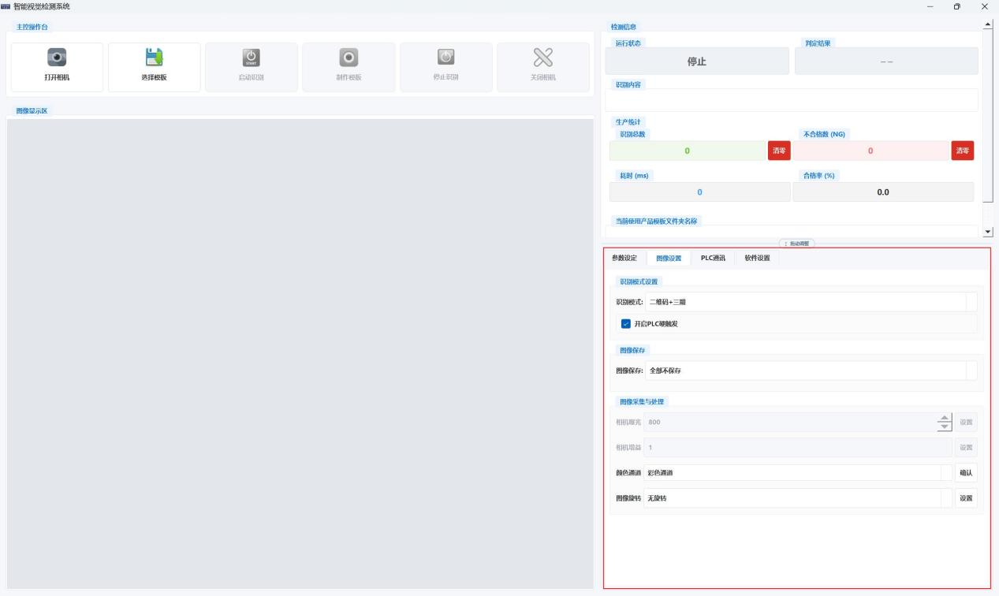 智能视觉检测系统
主控操作台
打开相机
选择模板
START
启动识别
制作模板
停止识别
关闭相机
图像显示区
检测信息
运行状态
判定结果
停止
--
识别内容
生产统计
识别总数
不合格数 (NG)
0 清零
0 清零
耗时 (ms)
合格率 (%)
0
0.0
当前使用产品模板文件夹名称
拖动调整
参数设定 图像设置 PLC通讯 软件设置
识别模式设置
识别模式: 二维码+三期
开启PLC硬触发
图像保存
图像保存: 全部不保存
图像采集与处理
相机曝光 800 设置
相机增益 1 设置
颜色通道 彩色通道 确认
图像旋转 无旋转 设置